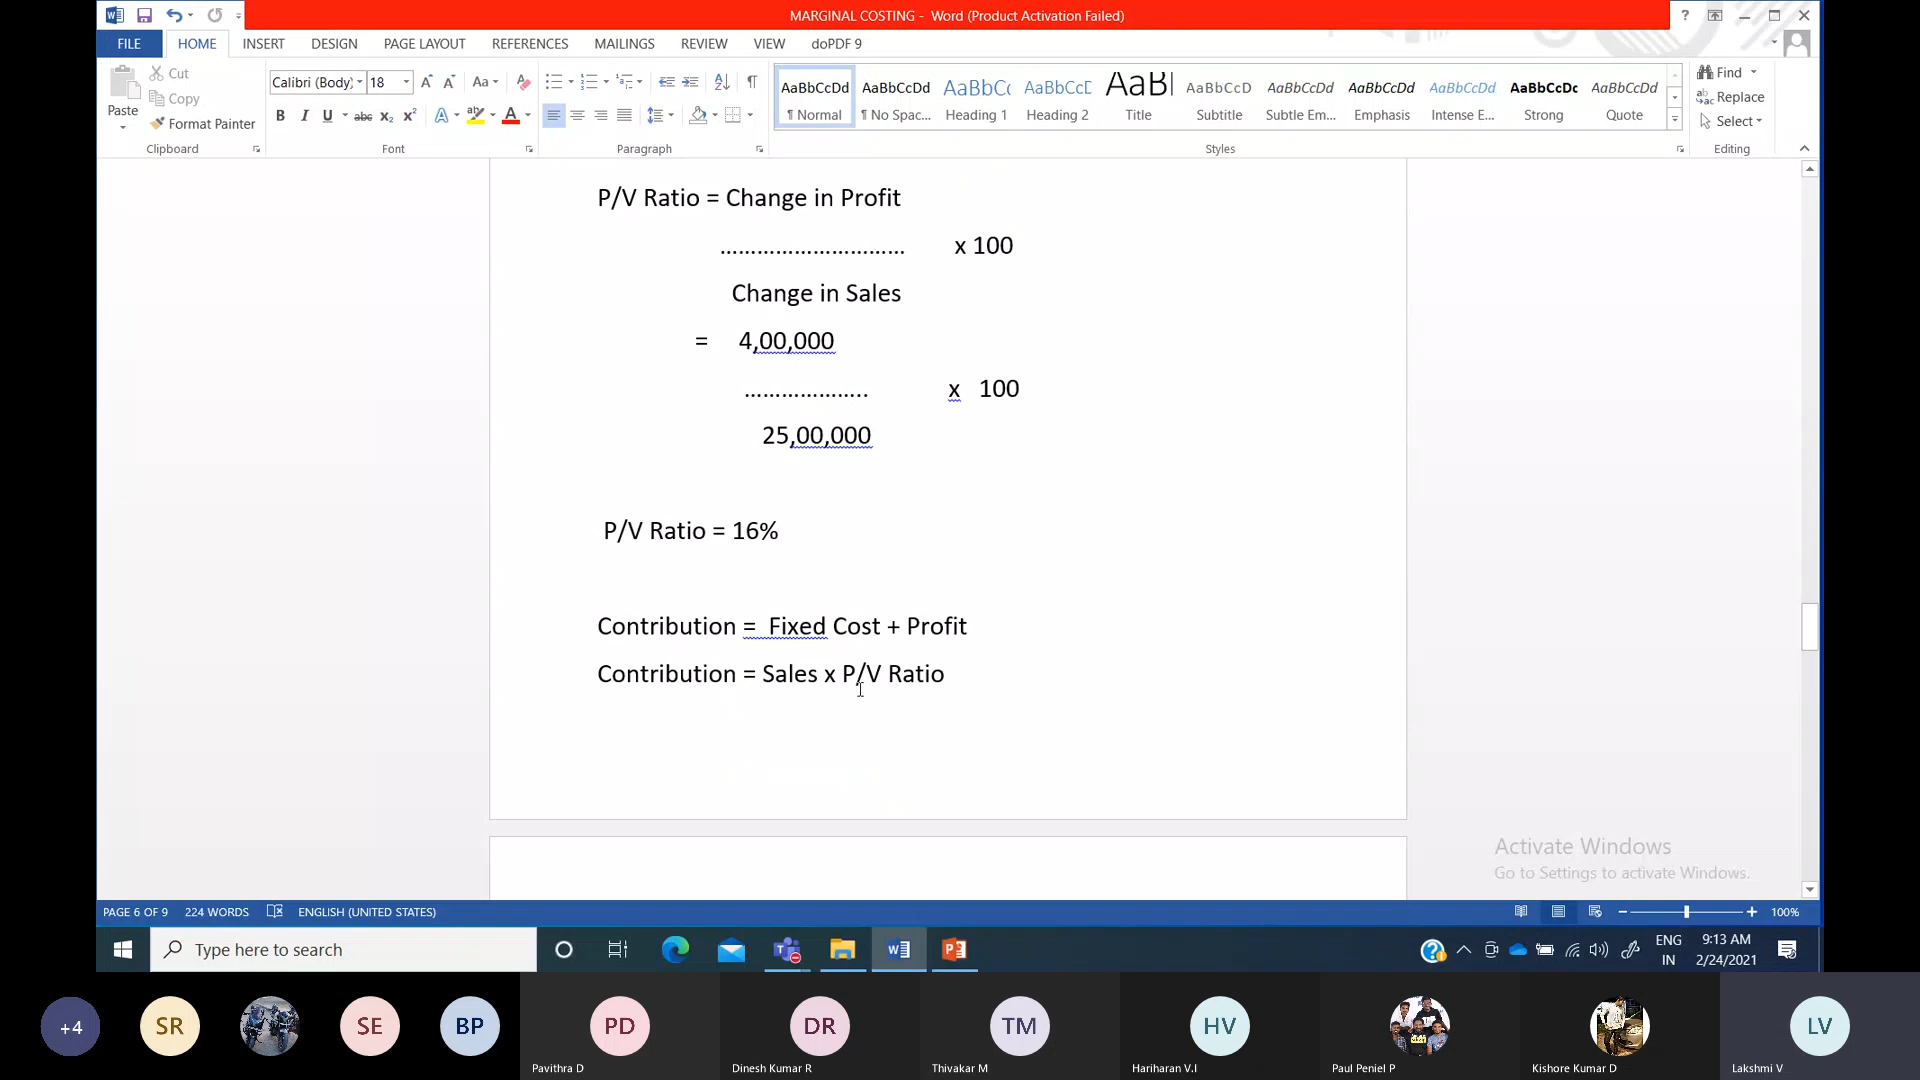 MARGINAL COSTING - Word (Product Activation Failed)
FILE HOME INSERT DESIGN PAGE LAYOUT REFERENCES MAILINGS REVIEW VIEW doPDF 9
Paste
Cut
Copy
Format Painter
Clipboard
Calibri (Body) 18
Font
Paragraph
AaBbCcDd AaBbCcDd AaBbCc AaBbCcD AaBb AaBbCcD AaBbCcDd AaBbCcDd AaBbCcDd AaBbCcDc AaBbCcDd
¶ Normal ¶ No Spac... Heading 1 Heading 2 Title Subtitle Subtle Em... Emphasis Intense E... Strong Quote
Styles
Find
Replace
Select
Editing
P/V Ratio = Change in Profit
………………………… x 100
Change in Sales
= 4,00,000
……………….. x 100
25,00,000
P/V Ratio = 16%
Contribution = Fixed Cost + Profit
Contribution = Sales x P/V Ratio
Activate Windows
Go to Settings to activate Windows.
PAGE 6 OF 9 224 WORDS ENGLISH (UNITED STATES) 100%
Type here to search
ENG
IN
9:13 AM
2/24/2021
+4 SR SE BP PD DR TM HV LV
Pavithra D Dinesh Kumar R Thivakar M Hariharan V.I Paul Peniel P Kishore Kumar D Lakshmi V